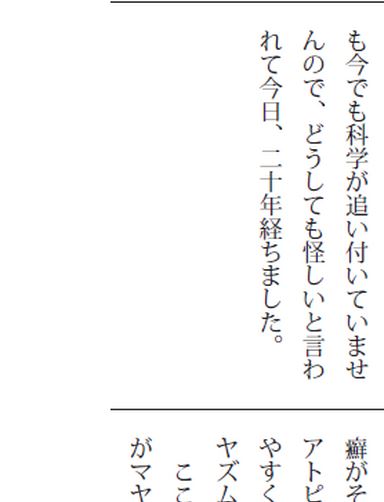 も今でも科学が追い付いていませ
んので、どうしても怪しいと言わ
れて今日、二十年経ちました。
癬がそ
アトピ
やすく
ヤズム
ここ
がマヤ